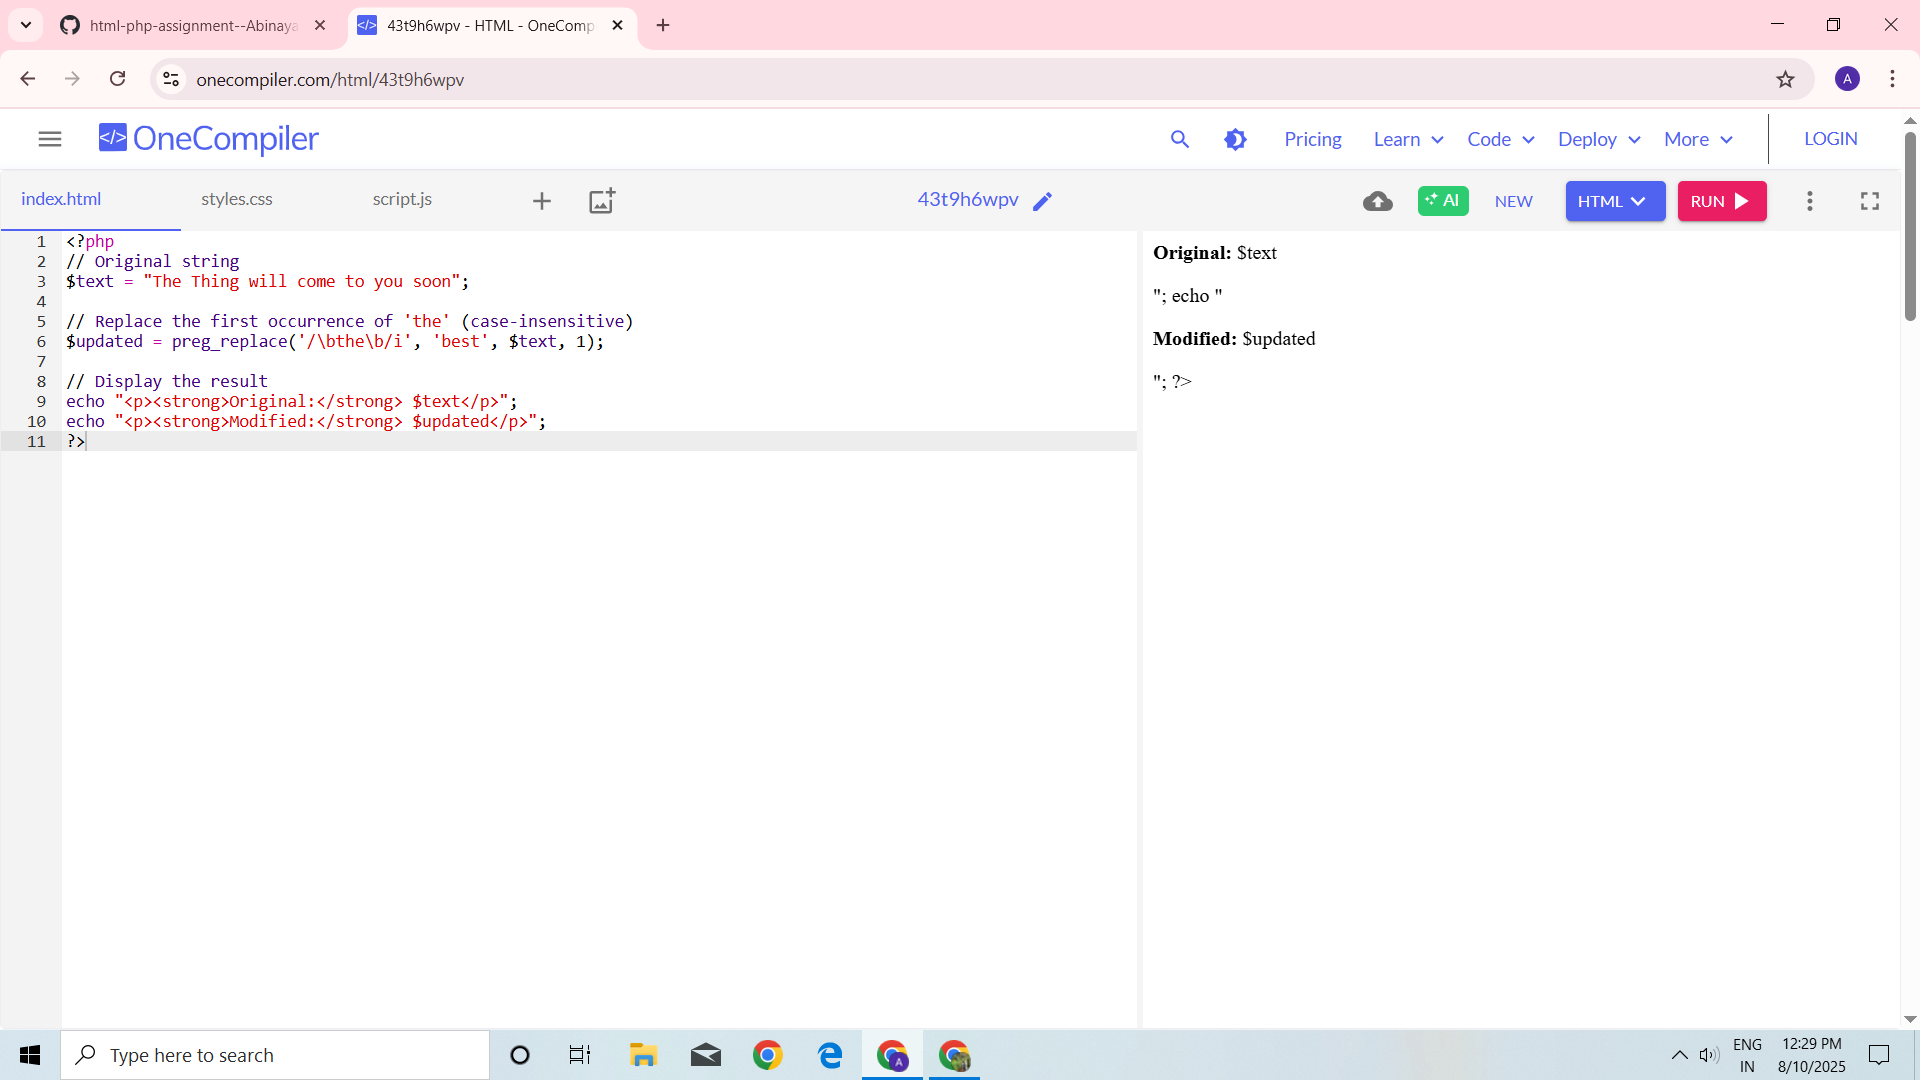 html-php-assignment--Abinaya
43t9h6wpv - HTML - OneComp
onecompiler.com/html/43t9h6wpv
A
</> OneCompiler
Pricing
Learn
Code
Deploy
More
LOGIN
index.html
styles.css
script.js
43t9h6wpv
AI
NEW
HTML
RUN
1 <?php
2 // Original string
3 $text = "The Thing will come to you soon";
4
5 // Replace the first occurrence of 'the' (case-insensitive)
6 $updated = preg_replace('/\bthe\b/i', 'best', $text, 1);
7
8 // Display the result
9 echo "<p><strong>Original:</strong> $text</p>";
10 echo "<p><strong>Modified:</strong> $updated</p>";
11 ?>
Original: $text
"; echo "
Modified: $updated
"; ?>
Type here to search
A
ENG
IN
12:29 PM
8/10/2025